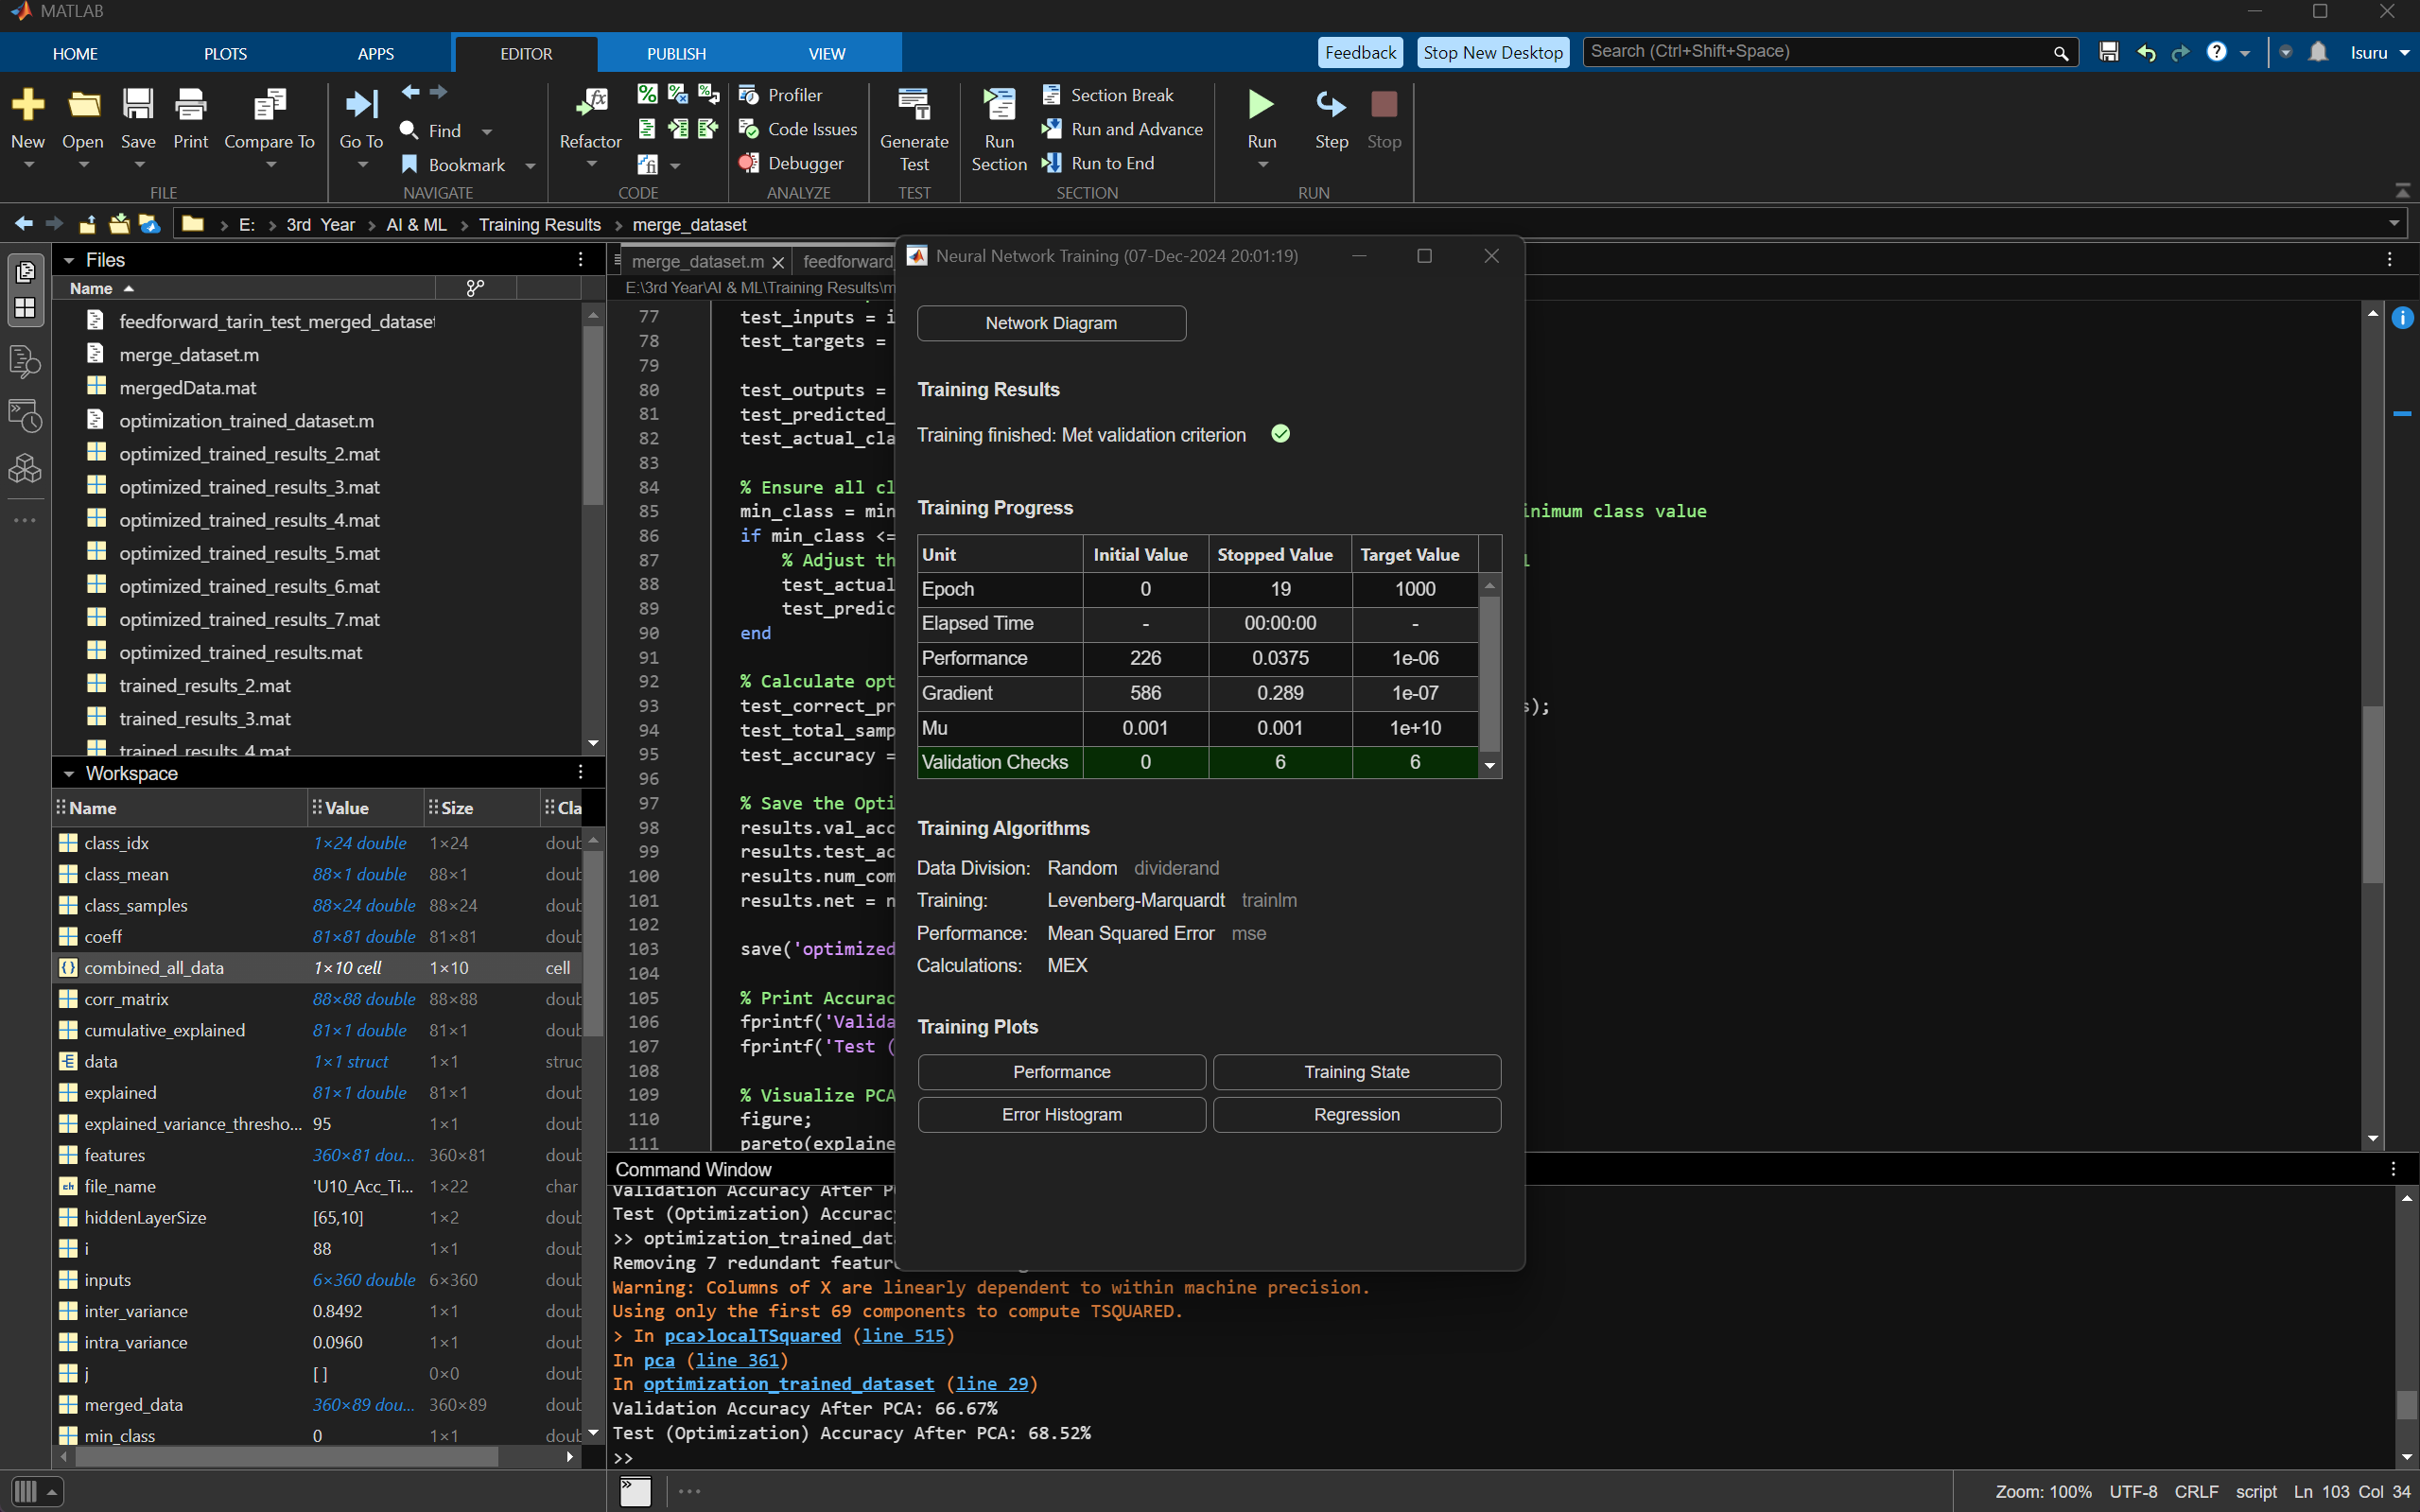 MATLAB
HOME
PLOTS
APPS
EDITOR
PUBLISH
VIEW
Feedback
Stop New Desktop
Search (Ctrl+Shift+Space)
Isuru
New
Open
Save
Print
Compare To
Go To
Find
Bookmark
Refactor
Profiler
Code Issues
Debugger
Generate Test
Run Section
Section Break
Run and Advance
Run to End
Run
Step
Stop
FILE
NAVIGATE
CODE
ANALYZE
TEST
SECTION
RUN
E: > 3rd Year > AI & ML > Training Results > merge_dataset
Files
Name
feedforward_tarin_test_merged_dataset
merge_dataset.m
mergedData.mat
optimization_trained_dataset.m
optimized_trained_results_2.mat
optimized_trained_results_3.mat
optimized_trained_results_4.mat
optimized_trained_results_5.mat
optimized_trained_results_6.mat
optimized_trained_results_7.mat
optimized_trained_results.mat
trained_results_2.mat
trained_results_3.mat
trained_results_4.mat
Workspace
Name Value Size Cla
class_idx 1×24 double 1×24 doub
class_mean 88×1 double 88×1 doub
class_samples 88×24 double 88×24 doub
coeff 81×81 double 81×81 doub
combined_all_data 1×10 cell 1×10 cell
corr_matrix 88×88 double 88×88 doub
cumulative_explained 81×1 double 81×1 doub
data 1×1 struct 1×1 struc
explained 81×1 double 81×1 doub
explained_variance_thresho... 95 1×1 doub
features 360×81 dou... 360×81 doub
file_name 'U10_Acc_Ti... 1×22 char
hiddenLayerSize [65,10] 1×2 doub
i 88 1×1 doub
inputs 6×360 double 6×360 doub
inter_variance 0.8492 1×1 doub
intra_variance 0.0960 1×1 doub
j [] 0×0 doub
merged_data 360×89 dou... 360×89 doub
min_class 0 1×1 doub
merge_dataset.m
feedforward
E:\3rd Year\AI & ML\Training Results\m
77 test_inputs = i
78 test_targets =
79
80 test_outputs =
81 test_predicted_
82 test_actual_cla
83
84 % Ensure all cl
85 min_class = min inimum class value
86 if min_class <=
87 % Adjust th
88 test_actual
89 test_predic
90 end
91
92 % Calculate opt
93 test_correct_pr s);
94 test_total_samp
95 test_accuracy =
96
97 % Save the Opti
98 results.val_acc
99 results.test_ac
100 results.num_com
101 results.net = n
102
103 save('optimized
104
105 % Print Accurac
106 fprintf('Valida
107 fprintf('Test (
108
109 % Visualize PCA
110 figure;
111 pareto(explaine
Neural Network Training (07-Dec-2024 20:01:19)
Network Diagram
Training Results
Training finished: Met validation criterion
Training Progress
Unit Initial Value Stopped Value Target Value
Epoch 0 19 1000
Elapsed Time - 00:00:00 -
Performance 226 0.0375 1e-06
Gradient 586 0.289 1e-07
Mu 0.001 0.001 1e+10
Validation Checks 0 6 6
Training Algorithms
Data Division: Random dividerand
Training: Levenberg-Marquardt trainlm
Performance: Mean Squared Error mse
Calculations: MEX
Training Plots
Performance
Training State
Error Histogram
Regression
Command Window
Validation Accuracy After P
Test (Optimization) Accurac
>> optimization_trained_dat
Removing 7 redundant featur
Warning: Columns of X are linearly dependent to within machine precision.
Using only the first 69 components to compute TSQUARED.
> In pca>localTSquared (line 515)
In pca (line 361)
In optimization_trained_dataset (line 29)
Validation Accuracy After PCA: 66.67%
Test (Optimization) Accuracy After PCA: 68.52%
>>
Zoom: 100% UTF-8 CRLF script Ln 103 Col 34